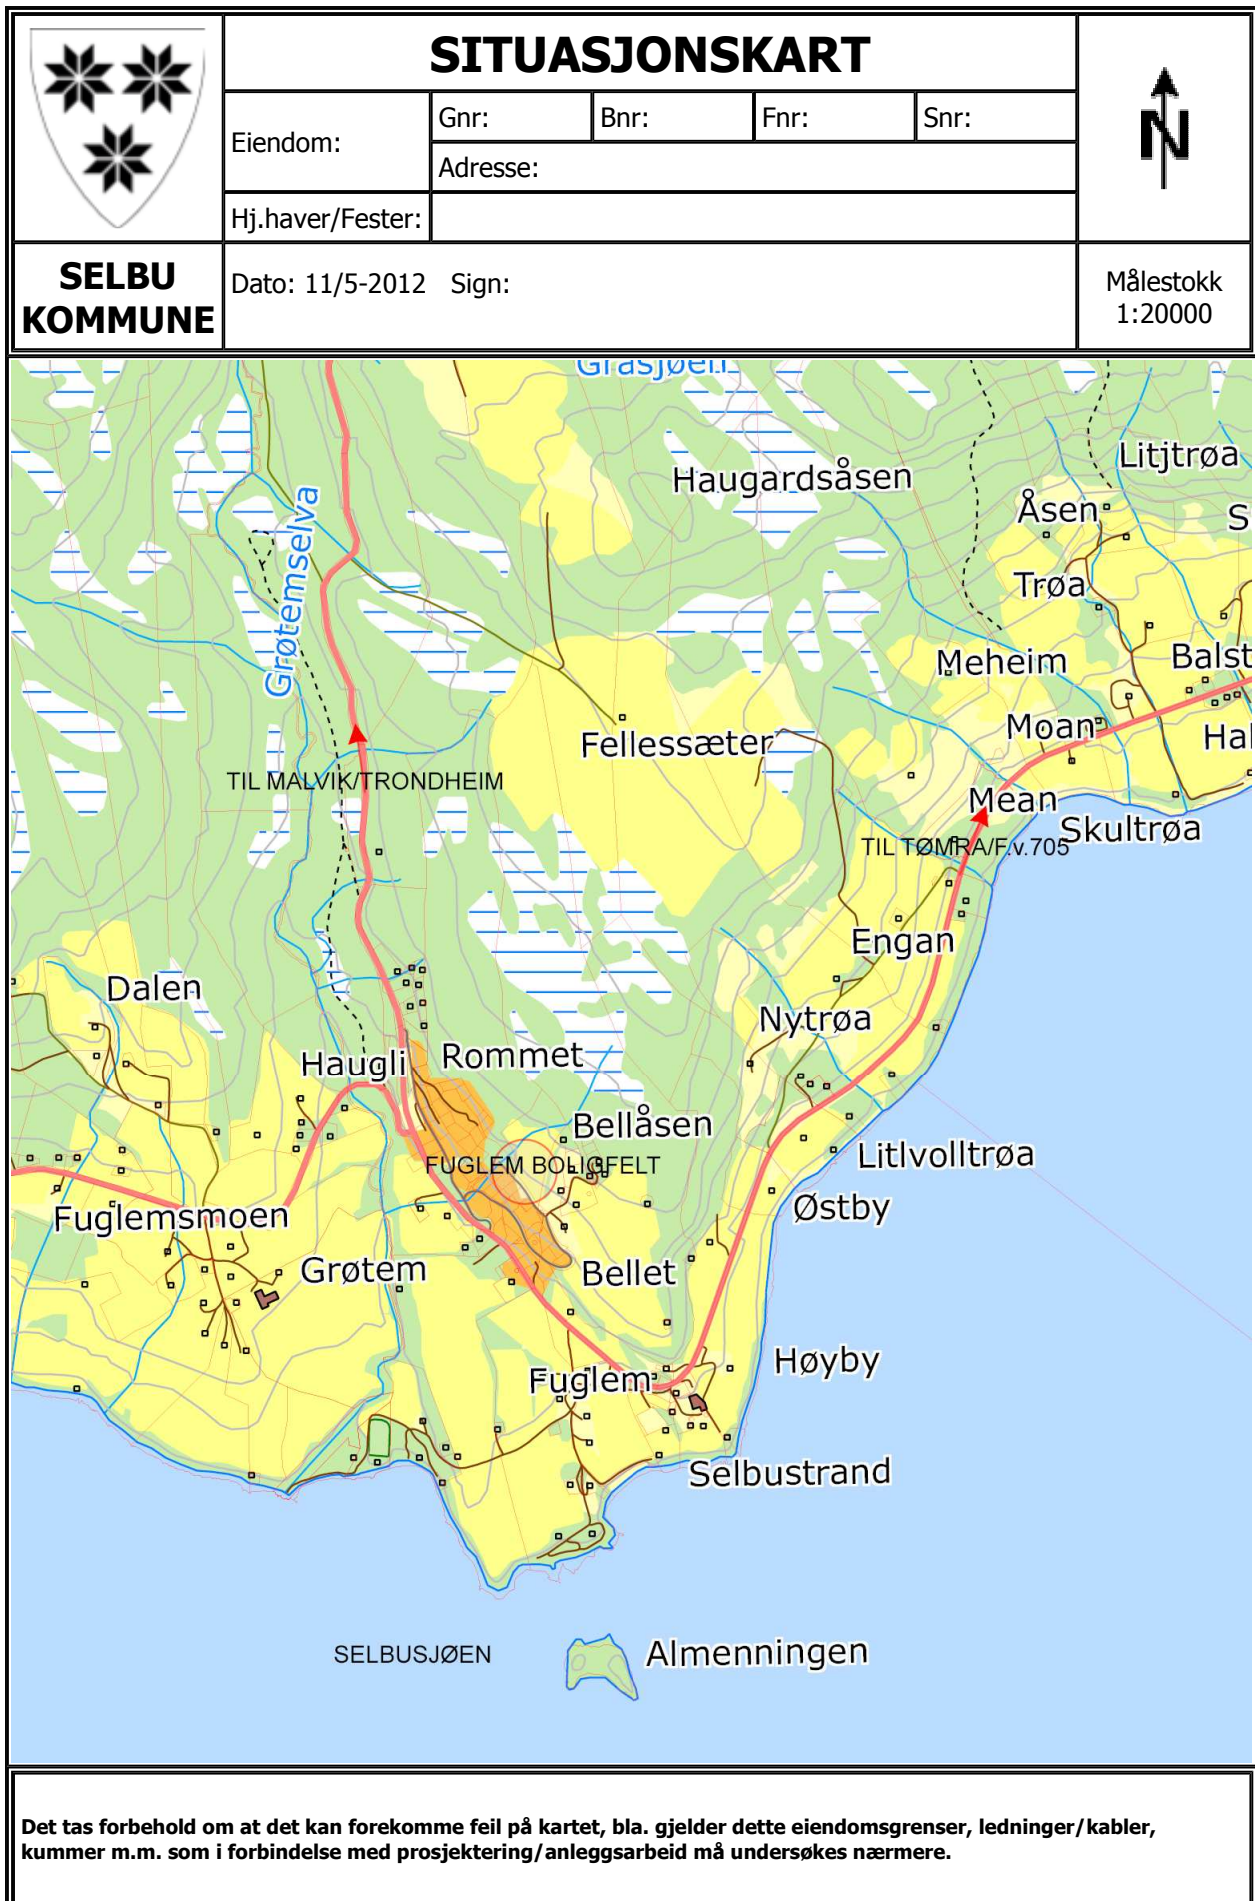 SITUASJONSKART
Eiendom:
Gnr:
Bnr:
Fnr:
Snr:
Adresse:
Hj.haver/Fester:
N
SELBU
KOMMUNE
Dato: 11/5-2012 Sign:
Målestokk
1:20000
Grasjøen
Litjtrøa
Haugardsåsen
Åsen
S
Grøtemselva
Trøa
Meheim
Balst
Moan
Hal
Fellessæter
TIL MALVIK/TRONDHEIM
Mean
Skultrøa
TIL TØMRA/F.v.705
Engan
Dalen
Nytrøa
Haugli
Rommet
Bellåsen
Litlvolltrøa
FUGLEM BOLIGFELT
Østby
Fuglemsmoen
Grøtem
Bellet
Høyby
Fuglem
Selbustrand
SELBUSJØEN
Almenningen
Det tas forbehold om at det kan forekomme feil på kartet, bla. gjelder dette eiendomsgrenser, ledninger/kabler,
kummer m.m. som i forbindelse med prosjektering/anleggsarbeid må undersøkes nærmere.